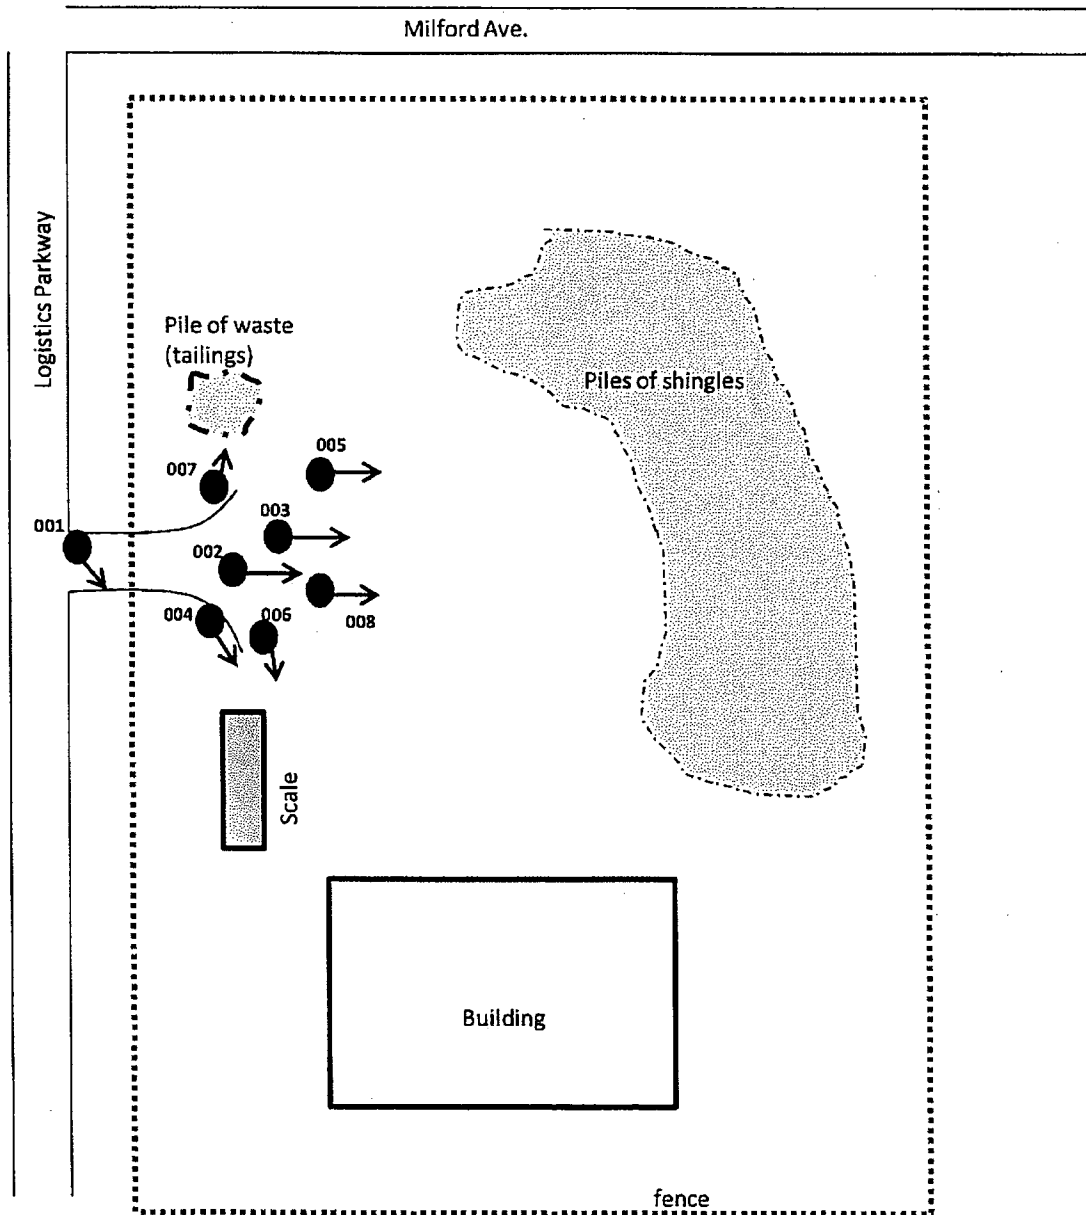 Milford Ave.
Logistics Parkway
Pile of waste
(tailings)
Piles of shingles
005
007
003
001
002
004
006
008
Scale
Building
fence